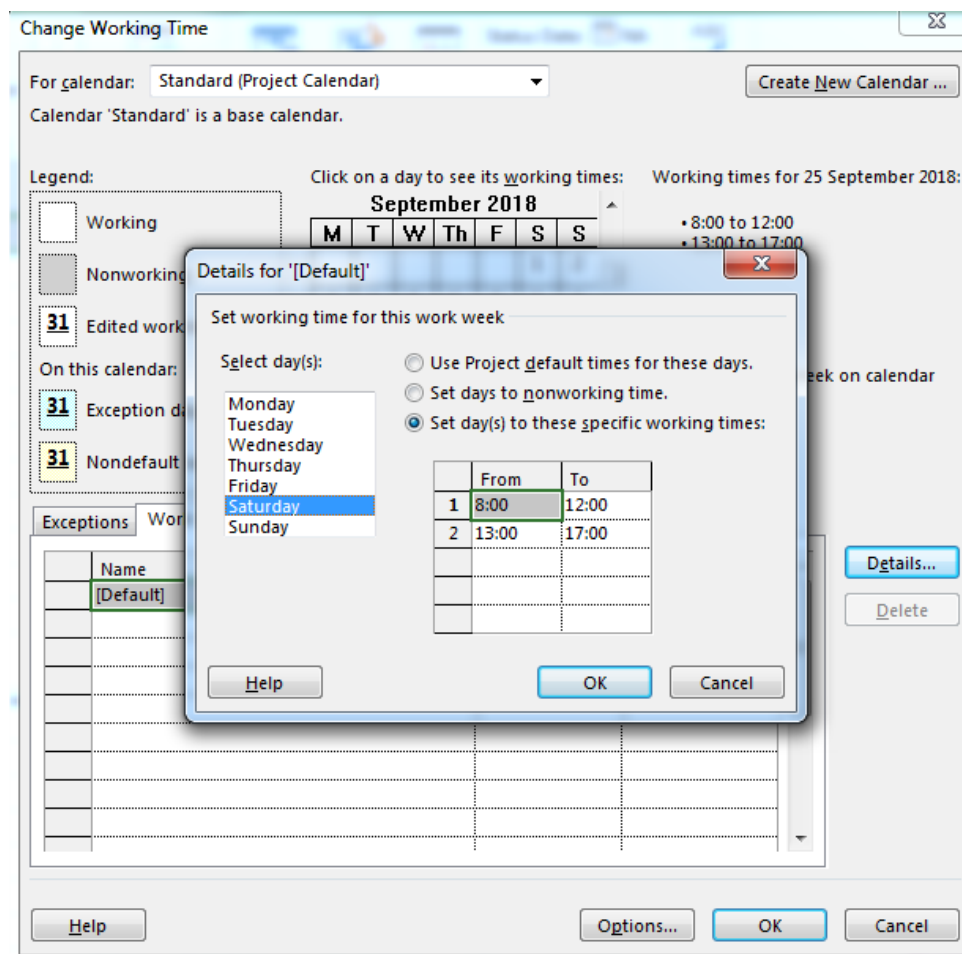 Change Working Time
For calendar: Standard (Project Calendar) Create New Calendar ...
Calendar 'Standard' is a base calendar.
Legend: Click on a day to see its working times: Working times for 25 September 2018:
September 2018
Working
M T W Th F S S
• 8:00 to 12:00
• 13:00 to 17:00
Nonworking
31 Edited work
On this calendar:
31 Exception da
31 Nondefault
eek on calendar
Details for '[Default]'
Set working time for this work week
Select day(s):
Monday
Tuesday
Wednesday
Thursday
Friday
Saturday
Sunday
Use Project default times for these days.
Set days to nonworking time.
Set day(s) to these specific working times:
From To
1 8:00 12:00
2 13:00 17:00
Help OK Cancel
Exceptions Wor
Name
[Default]
Details...
Delete
Help Options... OK Cancel